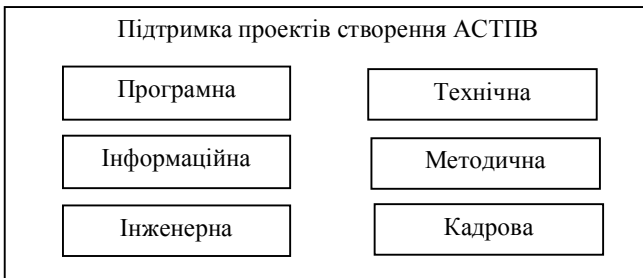 Підтримка проектів створення АСТПВ
Програмна
Технічна
Інформаційна
Методична
Інженерна
Кадрова